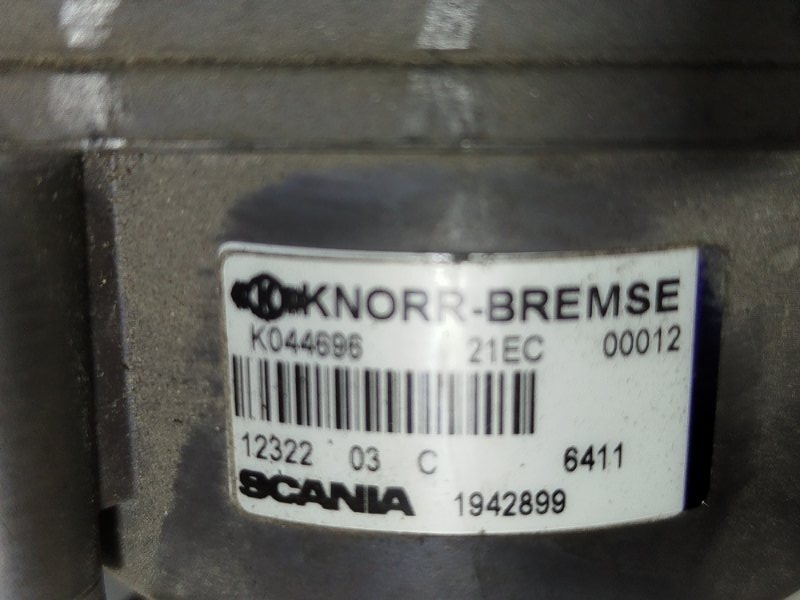 KNORR-BREMSE
K044696 21EC 00012
12322 03 C 6411
SCANIA 1942899